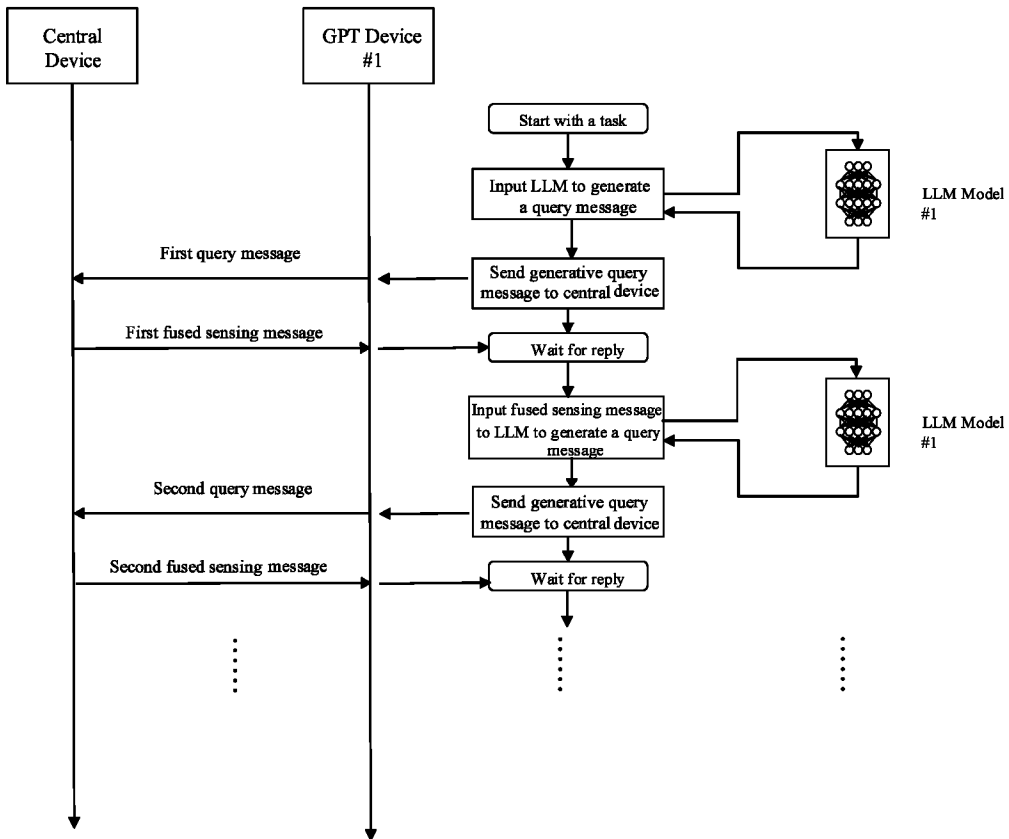 Central
Device
GPT Device
#1
Start with a task
Input LLM to generate
a query message
LLM Model
#1
First query message
Send generative query
message to central device
First fused sensing message
Wait for reply
Input fused sensing message
to LLM to generate a query
message
LLM Model
#1
Second query message
Send generative query
message to central device
Second fused sensing message
Wait for reply